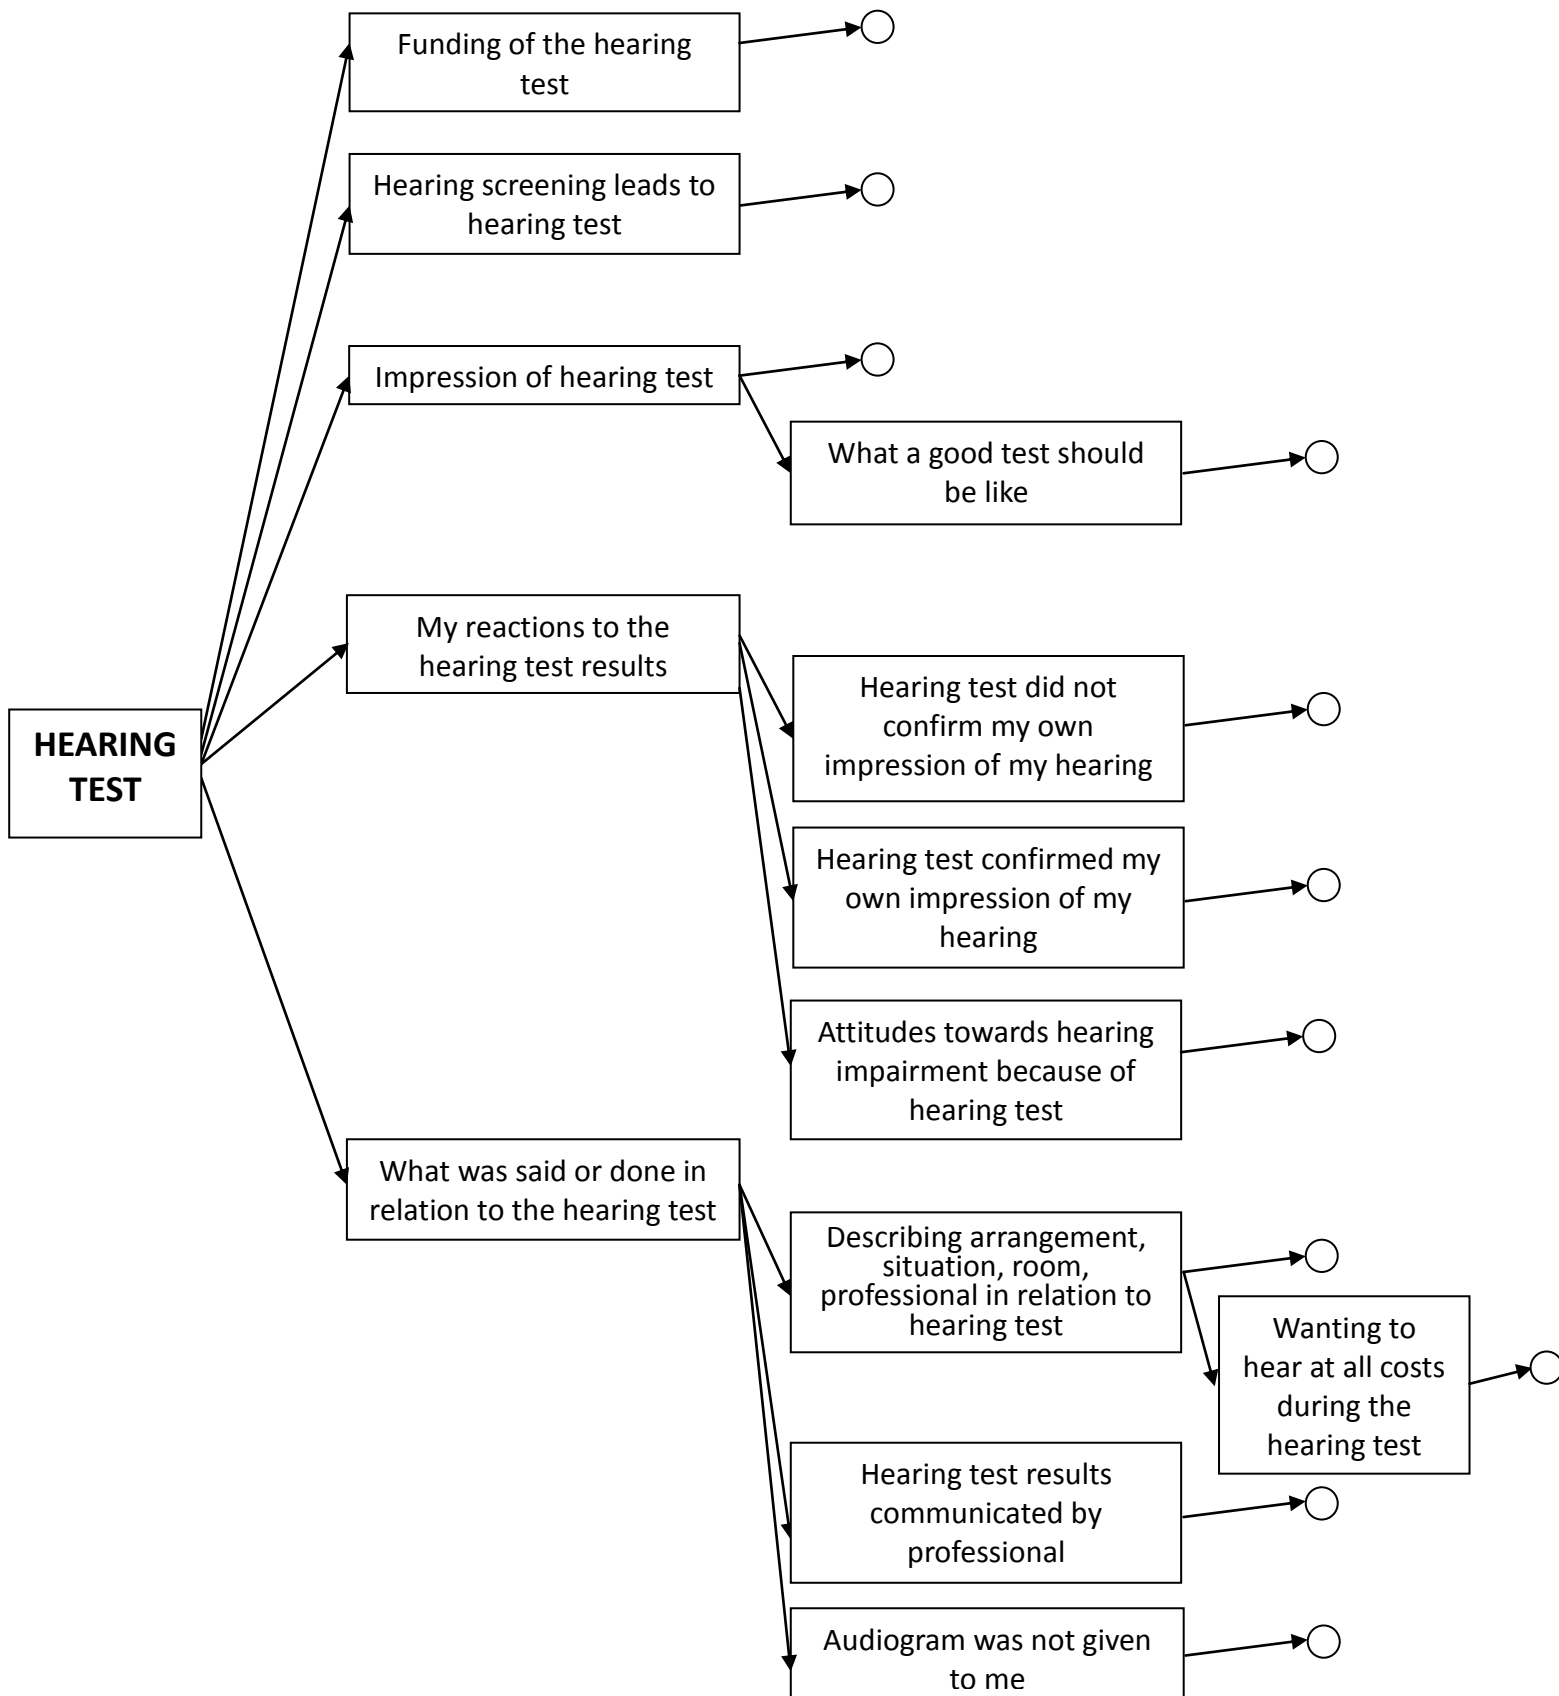 Funding of the hearing
test
Hearing screening leads to
hearing test
Impression of hearing test
What a good test should
be like
My reactions to the
hearing test results
Hearing test did not
confirm my own
impression of my hearing
HEARING
TEST
Hearing test confirmed my
own impression of my
hearing
Attitudes towards hearing
impairment because of
hearing test
What was said or done in
relation to the hearing test
Describing arrangement,
situation, room,
professional in relation to
hearing test
Wanting to
hear at all costs
during the
hearing test
Hearing test results
communicated by
professional
Audiogram was not given
to me